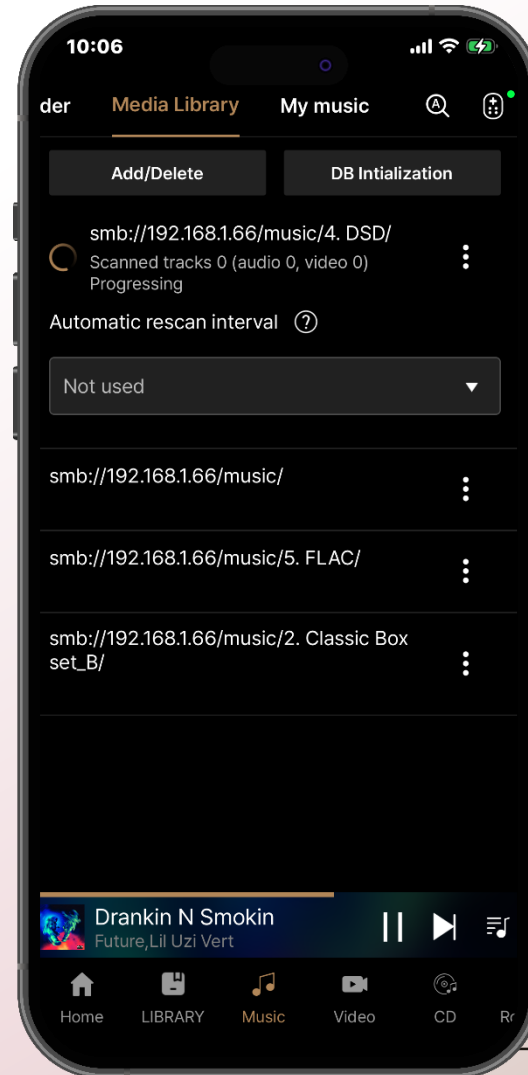 10:06
der Media Library My music
Add/Delete DB Intialization
smb://192.168.1.66/music/4. DSD/
Scanned tracks 0 (audio 0, video 0)
Progressing
Automatic rescan interval ?
Not used
smb://192.168.1.66/music/
smb://192.168.1.66/music/5. FLAC/
smb://192.168.1.66/music/2. Classic Box
set_B/
Drankin N Smokin
Future,Lil Uzi Vert
Home LIBRARY Music Video CD